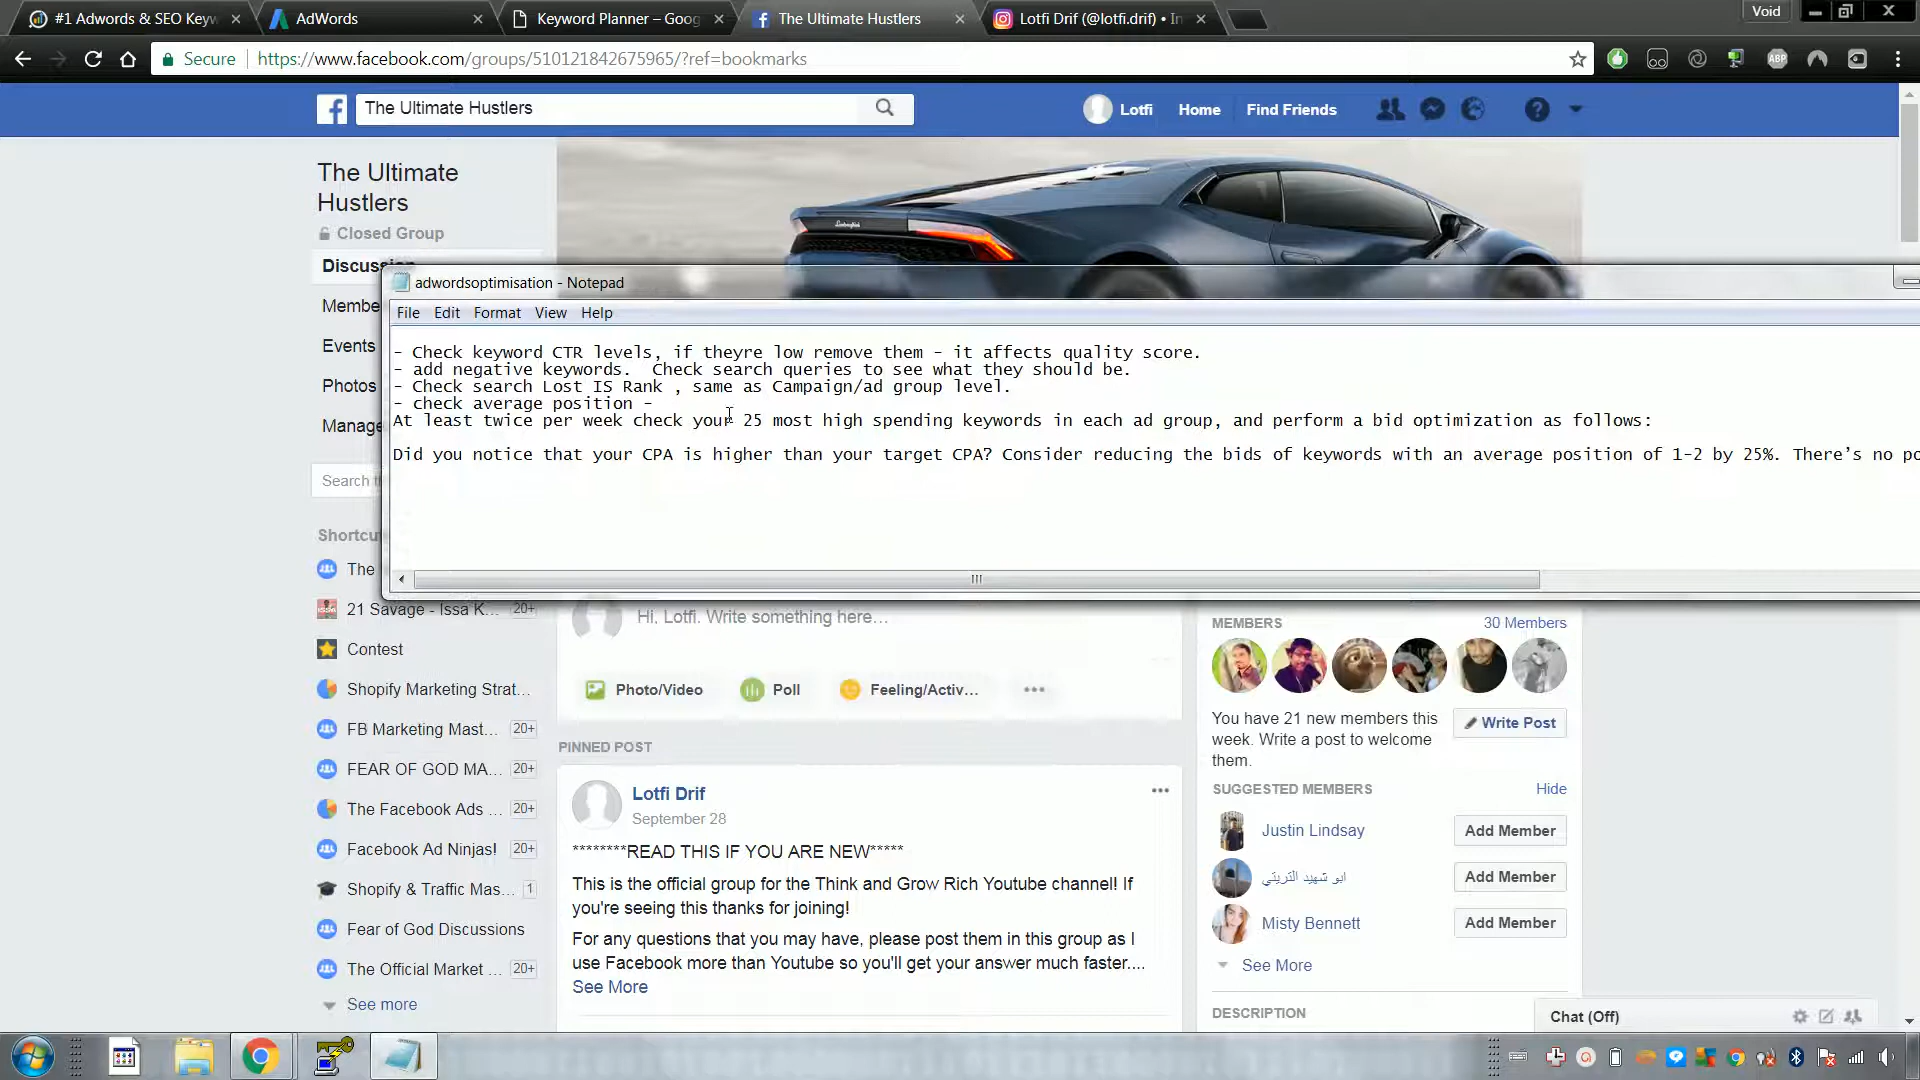 #1 Adwords & SEO Keyw
AdWords
Keyword Planner – Goog
The Ultimate Hustlers
Lotfi Drif (@lotfi.drif) • In
Void
Secure
https://www.facebook.com/groups/510121842675965/?ref=bookmarks
ABP
The Ultimate Hustlers
Lotfi
Home
Find Friends
The Ultimate
Hustlers
Closed Group
Discuss
Membe
Events
Photos
Manag
Search t
adwordsoptimisation - Notepad
File Edit Format View Help
- Check keyword CTR levels, if theyre low remove them - it affects quality score.
- add negative keywords.  Check search queries to see what they should be.
- Check search Lost IS Rank , same as Campaign/ad group level.
- check average position -
At least twice per week check your 25 most high spending keywords in each ad group, and perform a bid optimization as follows:
Did you notice that your CPA is higher than your target CPA? Consider reducing the bids of keywords with an average position of 1-2 by 25%. There’s no po
Shortcu
The
21 Savage - Issa K... 20+
Contest
Shopify Marketing Strat...
FB Marketing Mast... 20+
FEAR OF GOD MA... 20+
The Facebook Ads ... 20+
Facebook Ad Ninjas! 20+
Shopify & Traffic Mas... 1
Fear of God Discussions
The Official Market ... 20+
See more
Hi, Lotfi. Write something here...
Photo/Video
Poll
Feeling/Activ...
PINNED POST
Lotfi Drif
September 28
********READ THIS IF YOU ARE NEW*****
This is the official group for the Think and Grow Rich Youtube channel! If
you're seeing this thanks for joining!
For any questions that you may have, please post them in this group as I
use Facebook more than Youtube so you'll get your answer much faster....
See More
MEMBERS
30 Members
You have 21 new members this
week. Write a post to welcome
them.
Write Post
SUGGESTED MEMBERS
Hide
Justin Lindsay
Add Member
ابو شهيد التريتي
Add Member
Misty Bennett
Add Member
See More
DESCRIPTION
Chat (Off)